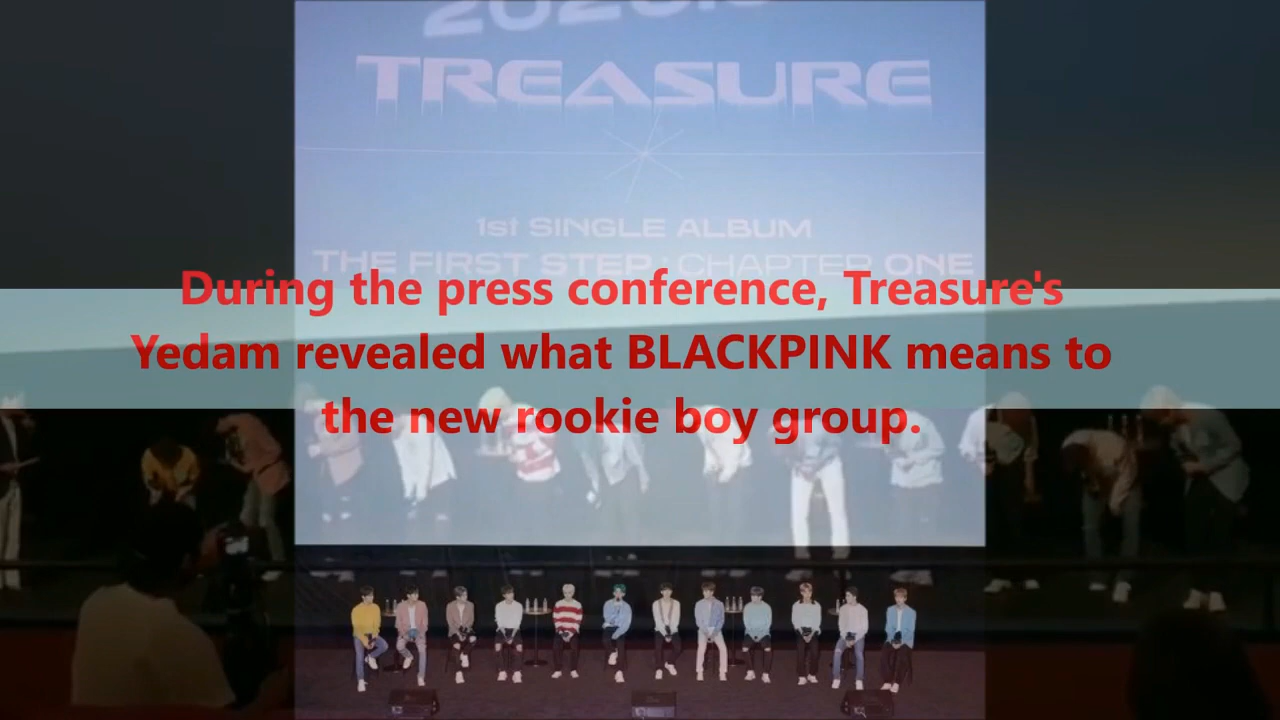 TREASURE
1st SINGLE ALBUM
THE FIRST STEP : CHAPTER ONE
During the press conference, Treasure's
Yedam revealed what BLACKPINK means to
the new rookie boy group.